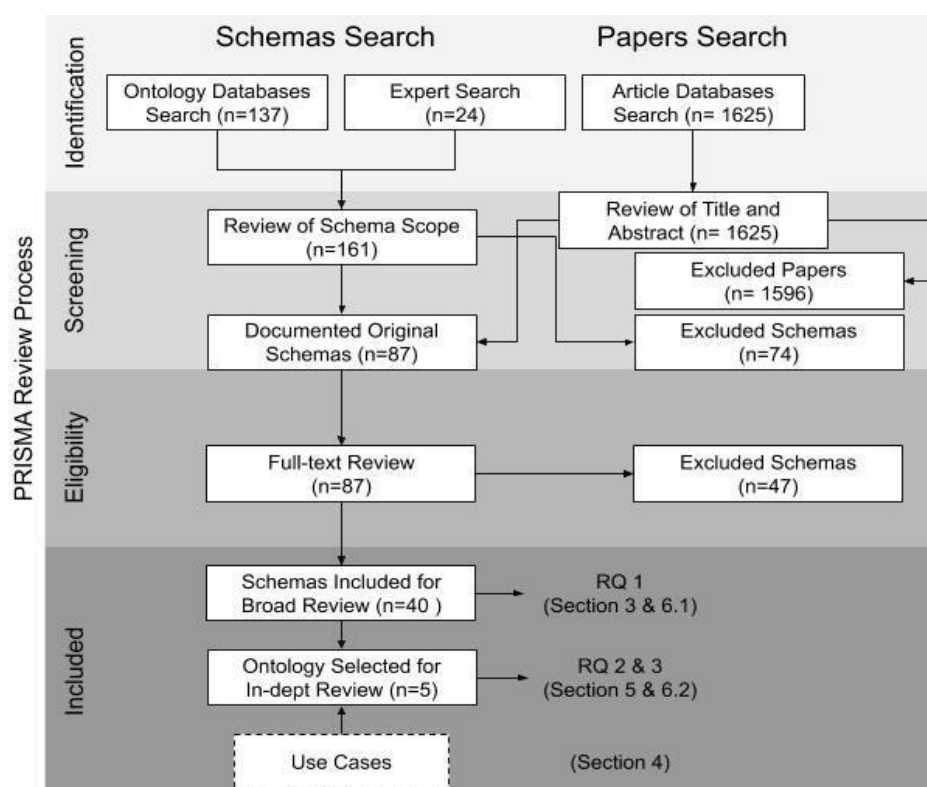 Schemas Search
Papers Search
PRISMA Review Process
Identification
Ontology Databases
Search (n=137)
Expert Search
(n=24)
Article Databases
Search (n= 1625)
Screening
Review of Schema Scope
(n=161)
Review of Title and
Abstract (n= 1625)
Excluded Papers
(n= 1596)
Documented Original
Schemas (n=87)
Excluded Schemas
(n=74)
Eligibility
Full-text Review
(n=87)
Excluded Schemas
(n=47)
Included
Schemas Included for
Broad Review (n=40 )
RQ 1
(Section 3 & 6.1)
Ontology Selected for
In-dept Review (n=5)
RQ 2 & 3
(Section 5 & 6.2)
Use Cases
(Section 4)